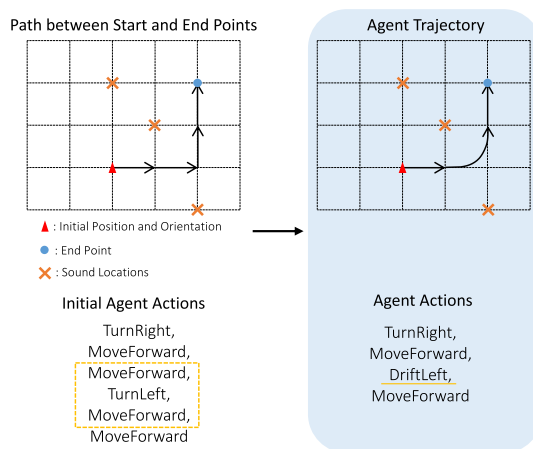 Path between Start and End Points
: Initial Position and Orientation
: End Point
: Sound Locations
Initial Agent Actions
TurnRight,
MoveForward,
MoveForward,
TurnLeft,
MoveForward,
MoveForward
Agent Trajectory
Agent Actions
TurnRight,
MoveForward,
DriftLeft,
MoveForward